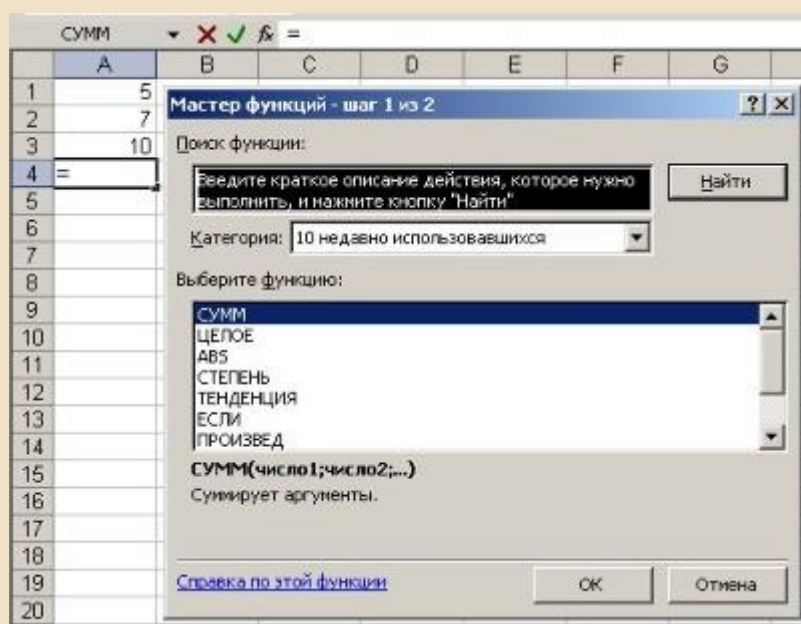 СУММ fx =
A B C D E F G
1 5
2 7
3 10
4 =
5
6
7
8
9
10
11
12
13
14
15
16
17
18
19
20
Мастер функций - шаг 1 из 2 ? ×
Поиск функции:
Введите краткое описание действия, которое нужно
выполнить, и нажмите кнопку "Найти"
Найти
Категория: 10 недавно использовавшихся
Выберите функцию:
СУММ
ЦЕЛОЕ
ABS
СТЕПЕНЬ
ТЕНДЕНЦИЯ
ЕСЛИ
ПРОИЗВЕД
СУММ(число1;число2;...)
Суммирует аргументы.
Справка по этой функции
ОК Отмена